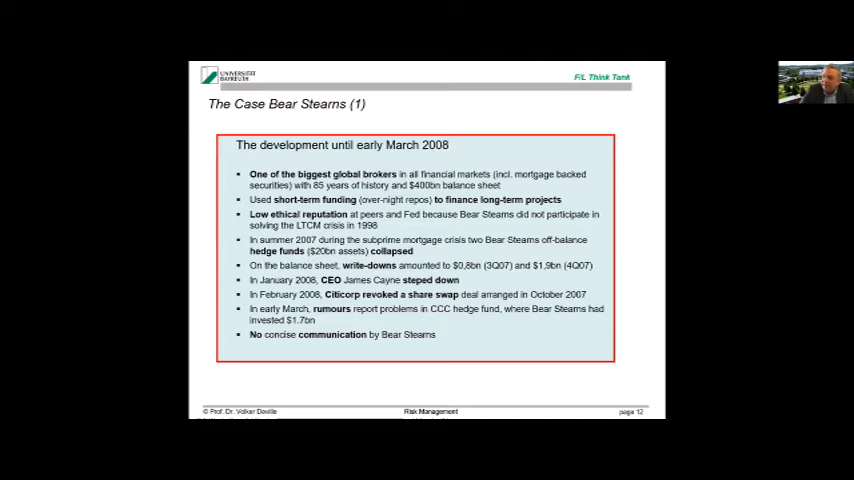 UNIVERSITÄT
BAYREUTH
F/L Think Tank
The Case Bear Stearns (1)
The development until early March 2008
▪ One of the biggest global brokers in all financial markets (incl. mortgage backed
securities) with 85 years of history and $400bn balance sheet
▪ Used short-term funding (over-night repos) to finance long-term projects
▪ Low ethical reputation at peers and Fed because Bear Stearns did not participate in
solving the LTCM crisis in 1998
▪ In summer 2007 during the subprime mortgage crisis two Bear Stearns off-balance
hedge funds ($20bn assets) collapsed
▪ On the balance sheet, write-downs amounted to $0,8bn (3Q07) and $1,9bn (4Q07)
▪ In January 2008, CEO James Cayne steped down
▪ In February 2008, Citicorp revoked a share swap deal arranged in October 2007
▪ In early March, rumours report problems in CCC hedge fund, where Bear Stearns had
invested $1.7bn
▪ No concise communication by Bear Stearns
© Prof. Dr. Volker Deville
Risk Management
page 12